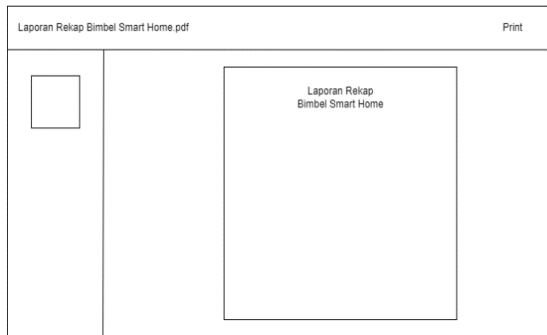 Laporan Rekap Bimbel Smart Home.pdf
Print
Laporan Rekap
Bimbel Smart Home